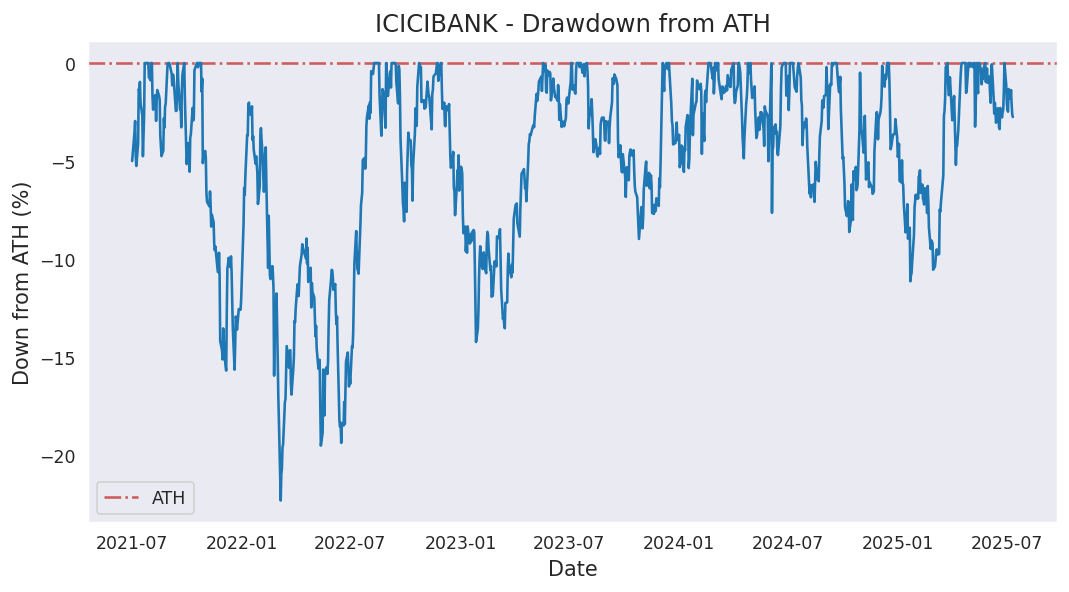 ICICIBANK - Drawdown from ATH
Down from ATH (%)
0
−5
−10
−15
−20
ATH
2021-07 2022-01 2022-07 2023-01 2023-07 2024-01 2024-07 2025-01 2025-07
Date